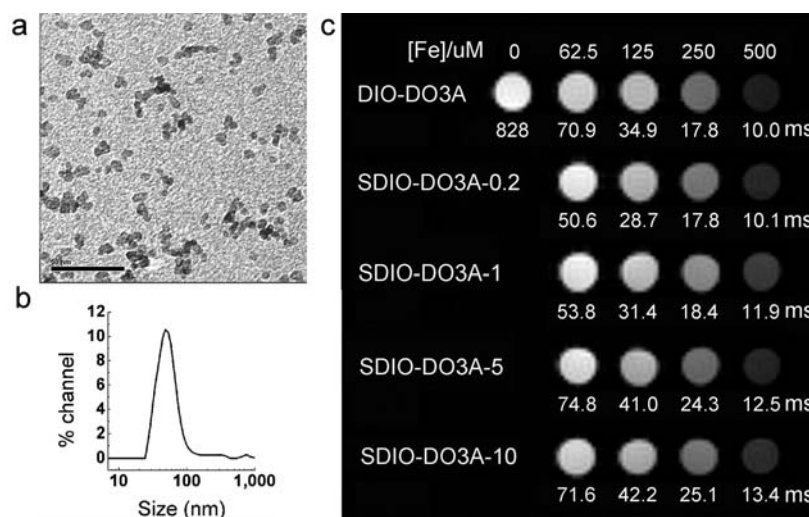 a
b
% channel
12
10
8
6
4
2
0
10 100 1,000
Size (nm)
c
[Fe]/uM 0 62.5 125 250 500
DIO-DO3A
828 70.9 34.9 17.8 10.0 ms
SDIO-DO3A-0.2
50.6 28.7 17.8 10.1 ms
SDIO-DO3A-1
53.8 31.4 18.4 11.9 ms
SDIO-DO3A-5
74.8 41.0 24.3 12.5 ms
SDIO-DO3A-10
71.6 42.2 25.1 13.4 ms